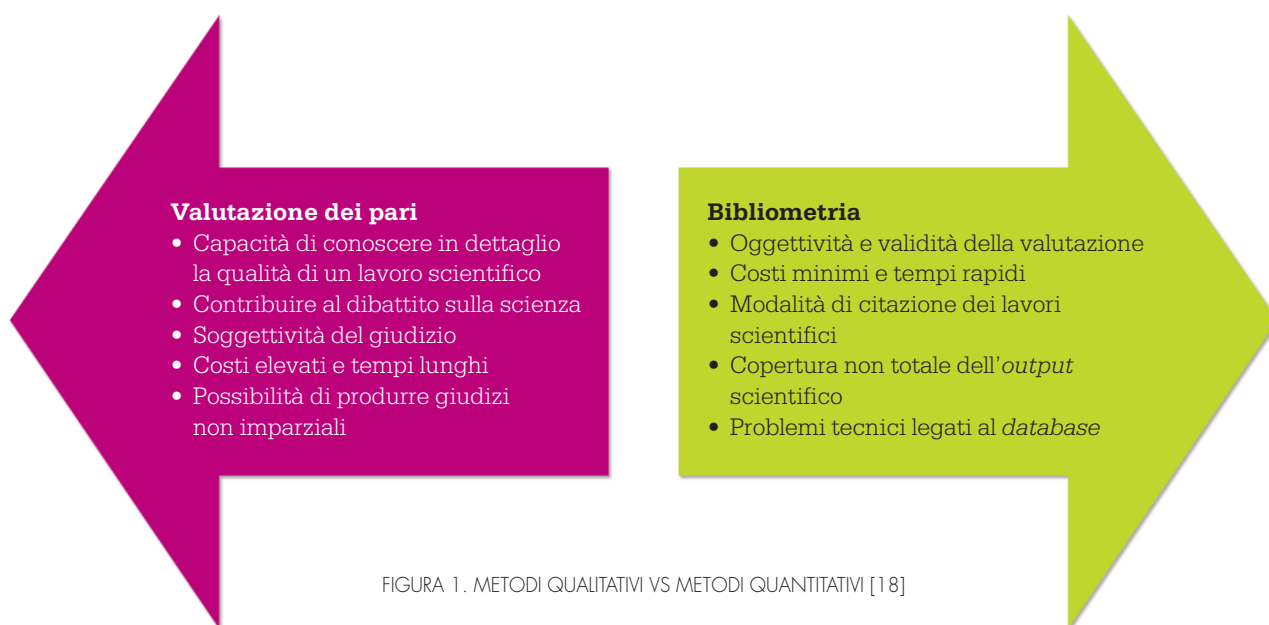 Valutazione dei pari
• Capacità di conoscere in dettaglio
la qualità di un lavoro scientifico
• Contribuire al dibattito sulla scienza
• Soggettività del giudizio
• Costi elevati e tempi lunghi
• Possibilità di produrre giudizi
non imparziali
Bibliometria
• Oggettività e validità della valutazione
• Costi minimi e tempi rapidi
• Modalità di citazione dei lavori
scientifici
• Copertura non totale dell'output
scientifico
• Problemi tecnici legati al database
FIGURA 1. METODI QUALITATIVI VS METODI QUANTITATIVI [18]